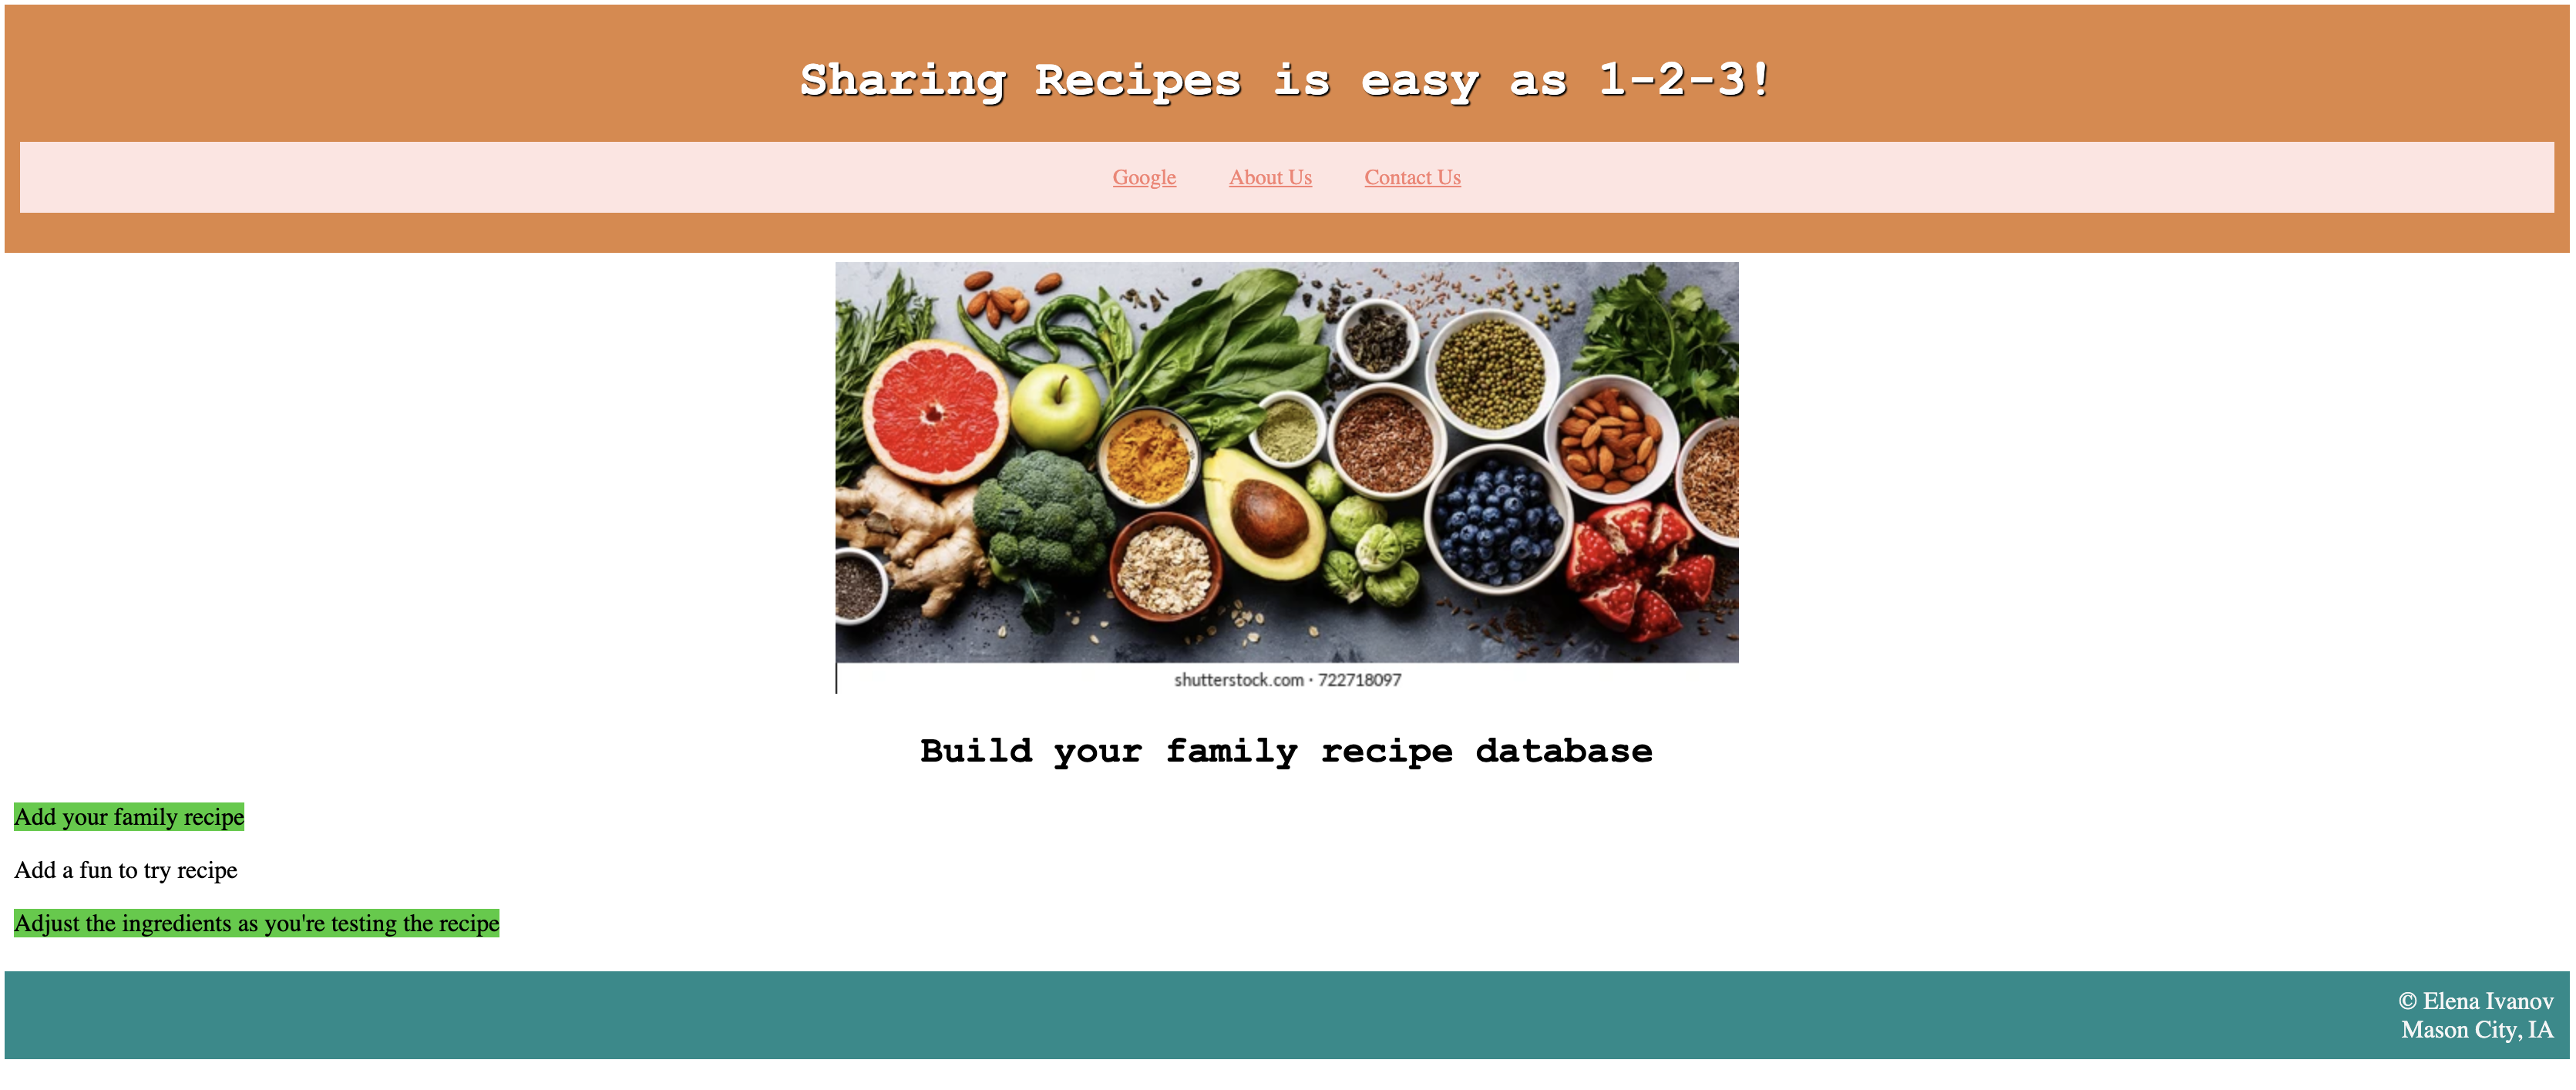 Sharing Recipes is easy as 1-2-3!
Google About Us Contact Us
shutterstock.com · 722718097
Build your family recipe database
Add your family recipe
Add a fun to try recipe
Adjust the ingredients as you're testing the recipe
© Elena Ivanov
Mason City, IA